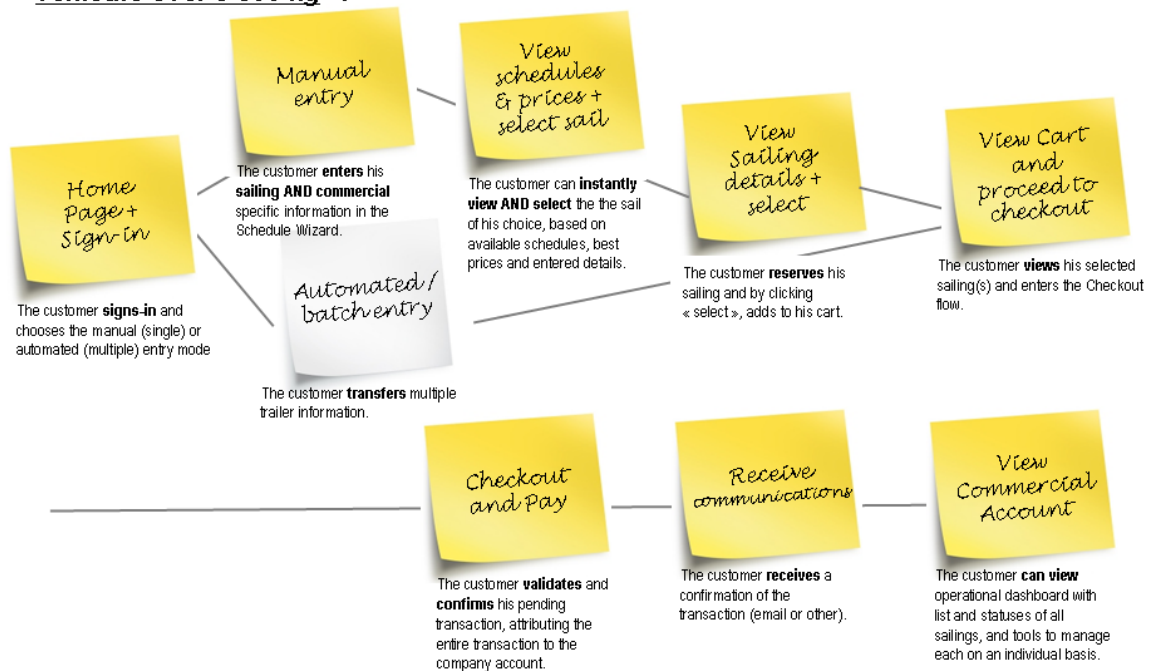 Home
Page +
Sign-in
The customer signs-in and
chooses the manual (single) or
automated (multiple) entry mode
Manual
entry
The customer enters his
sailing AND commercial
specific information in the
Schedule Wizard.
Automated /
batch entry
The customer transfers multiple
trailer information.
View
schedules
& prices +
select sail
The customer can instantly
view AND select the the sail
of his choice, based on
available schedules, best
prices and entered details.
View
Sailing
details +
select
The customer reserves his
sailing and by clicking
« select », adds to his cart.
View Cart
and
proceed to
checkout
The customer views his selected
sailing(s) and enters the Checkout
flow.
Checkout
and Pay
The customer validates and
confirms his pending
transaction, attributing the
entire transaction to the
company account.
Receive
communications
The customer receives a
confirmation of the
transaction (email or other).
View
Commercial
Account
The customer can view
operational dashboard with
list and statuses of all
sailings, and tools to manage
each on an individual basis.